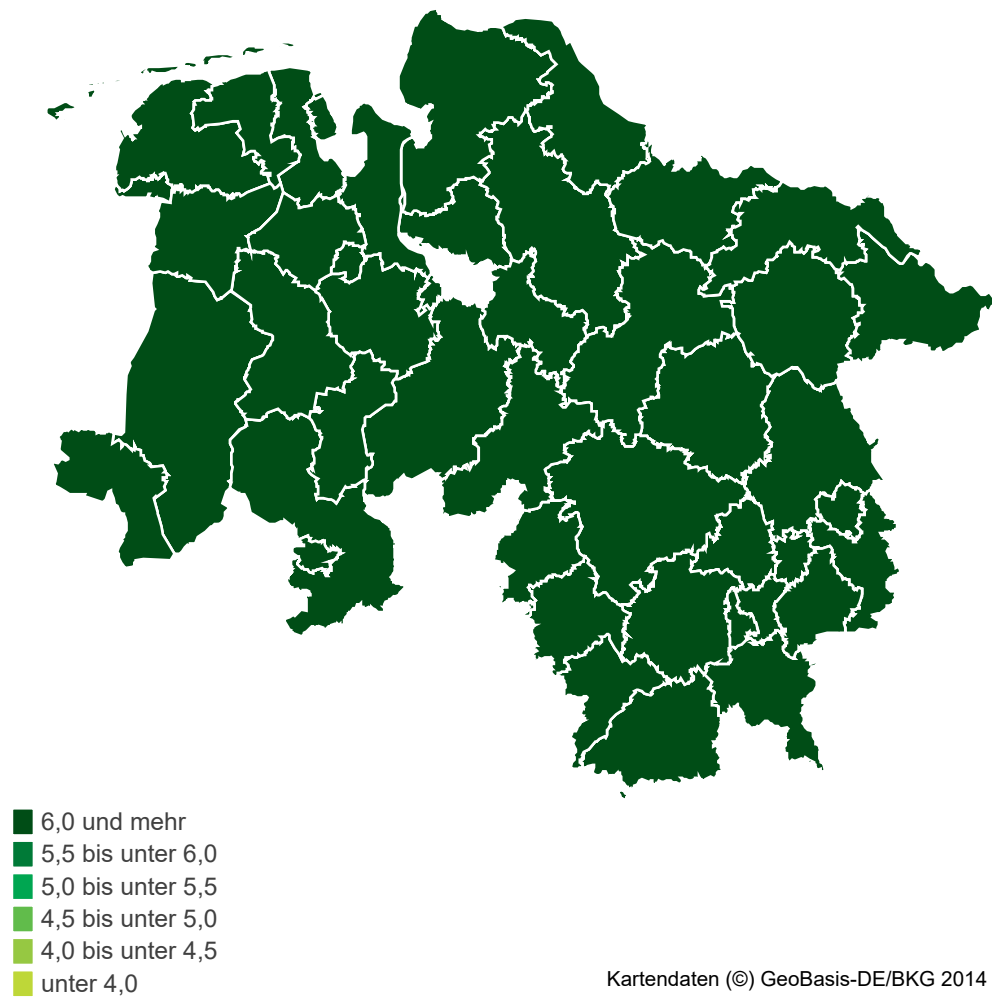 6,0 und mehr
5,5 bis unter 6,0
5,0 bis unter 5,5
4,5 bis unter 5,0
4,0 bis unter 4,5
unter 4,0
Kartendaten (©) GeoBasis-DE/BKG 2014